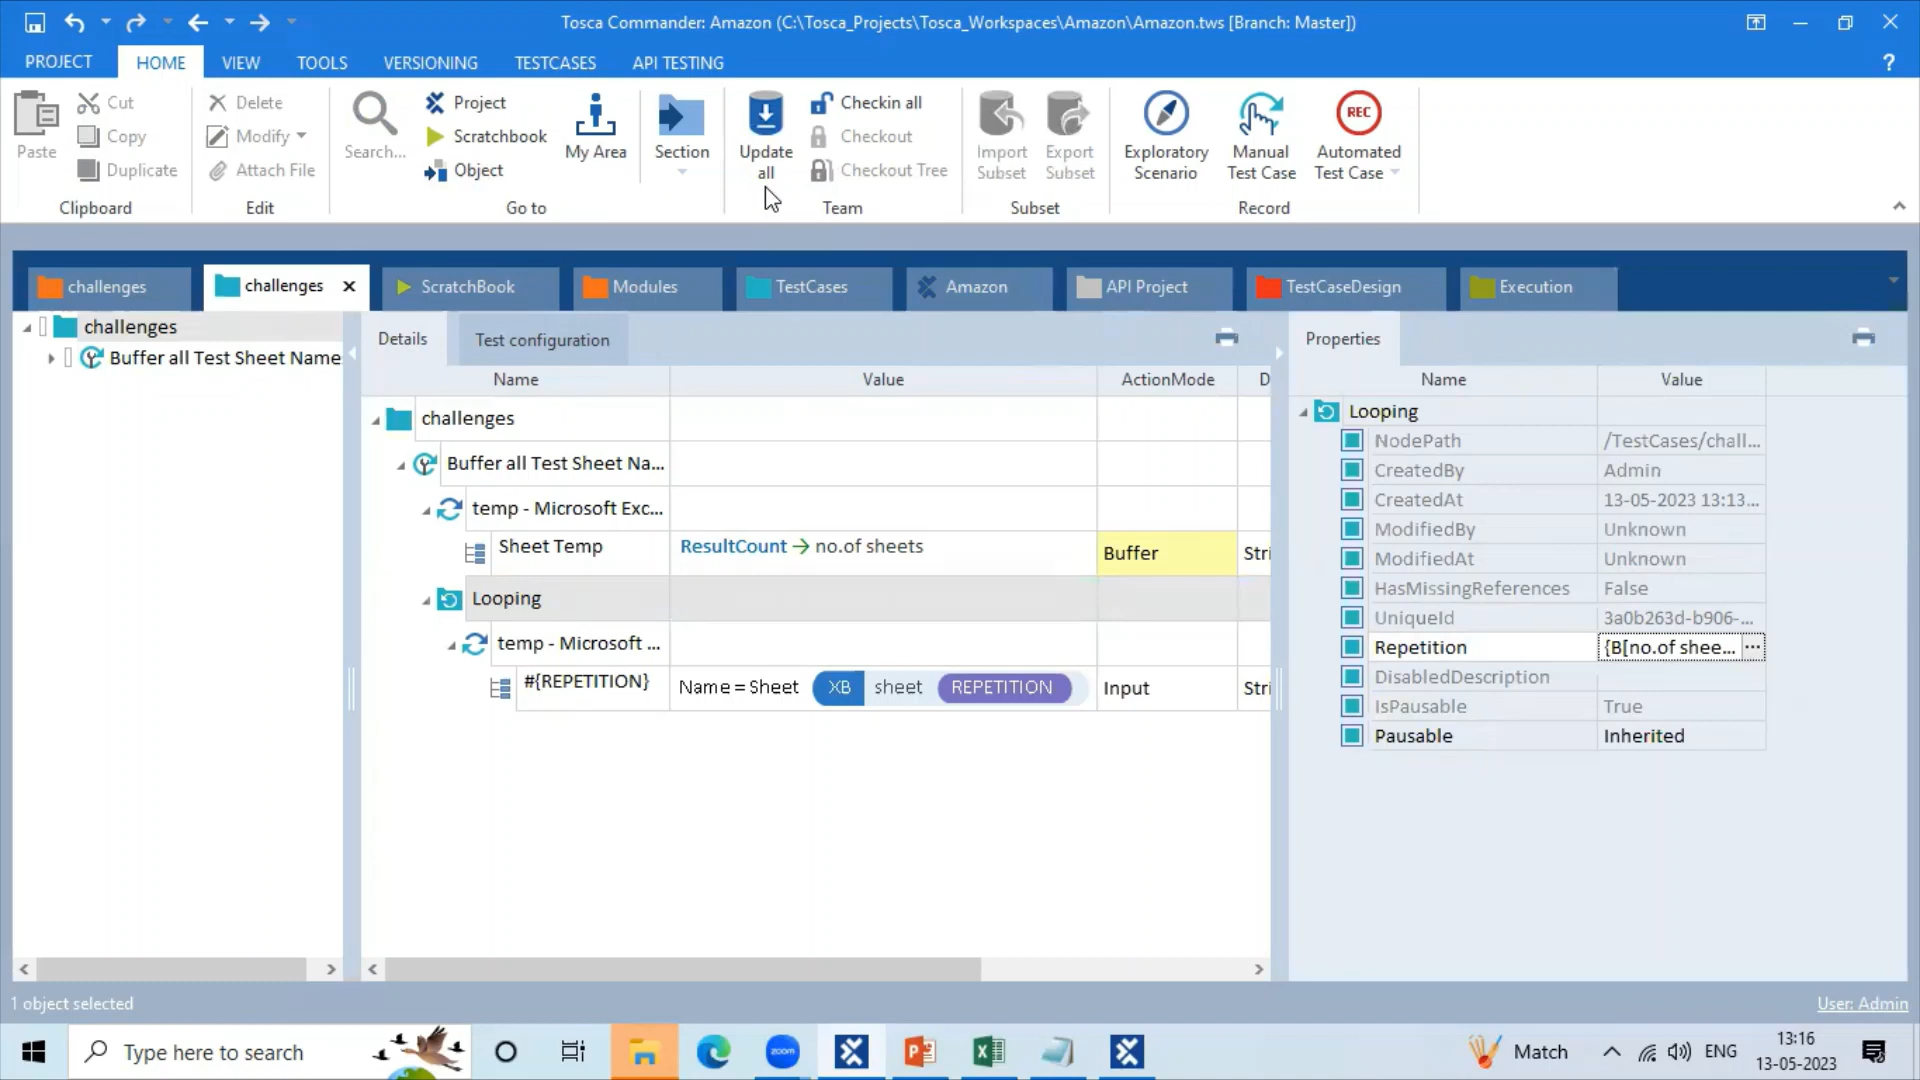 Tosca Commander: Amazon (C:\Tosca_Projects\Tosca_Workspaces\Amazon\Amazon.tws [Branch: Master])
PROJECT HOME VIEW TOOLS VERSIONING TESTCASES API TESTING ?
Paste
Cut
Copy
Duplicate
Clipboard
Delete
Modify
Attach File
Edit
Search...
Project
Scratchbook
Object
My Area
Section
Go to
Update all
Checkin all
Checkout
Checkout Tree
Team
Import Subset
Export Subset
Subset
Exploratory Scenario
Manual Test Case
REC
Automated Test Case
Record
challenges challenges ScratchBook Modules TestCases Amazon API Project TestCaseDesign Execution
challenges
Buffer all Test Sheet Name
Details Test configuration
Name Value ActionMode D
challenges
Buffer all Test Sheet Na...
temp - Microsoft Exc...
Sheet Temp ResultCount → no.of sheets Buffer Stri
Looping
temp - Microsoft ...
#{REPETITION} Name = Sheet XB sheet REPETITION Input Stri
Properties
Name Value
Looping
NodePath /TestCases/chall...
CreatedBy Admin
CreatedAt 13-05-2023 13:13...
ModifiedBy Unknown
ModifiedAt Unknown
HasMissingReferences False
UniqueId 3a0b263d-b906-...
Repetition {B[no.of shee... ...
DisabledDescription
IsPausable True
Pausable Inherited
1 object selected
User: Admin
Type here to search
zoom
Match
ENG
13:16
13-05-2023